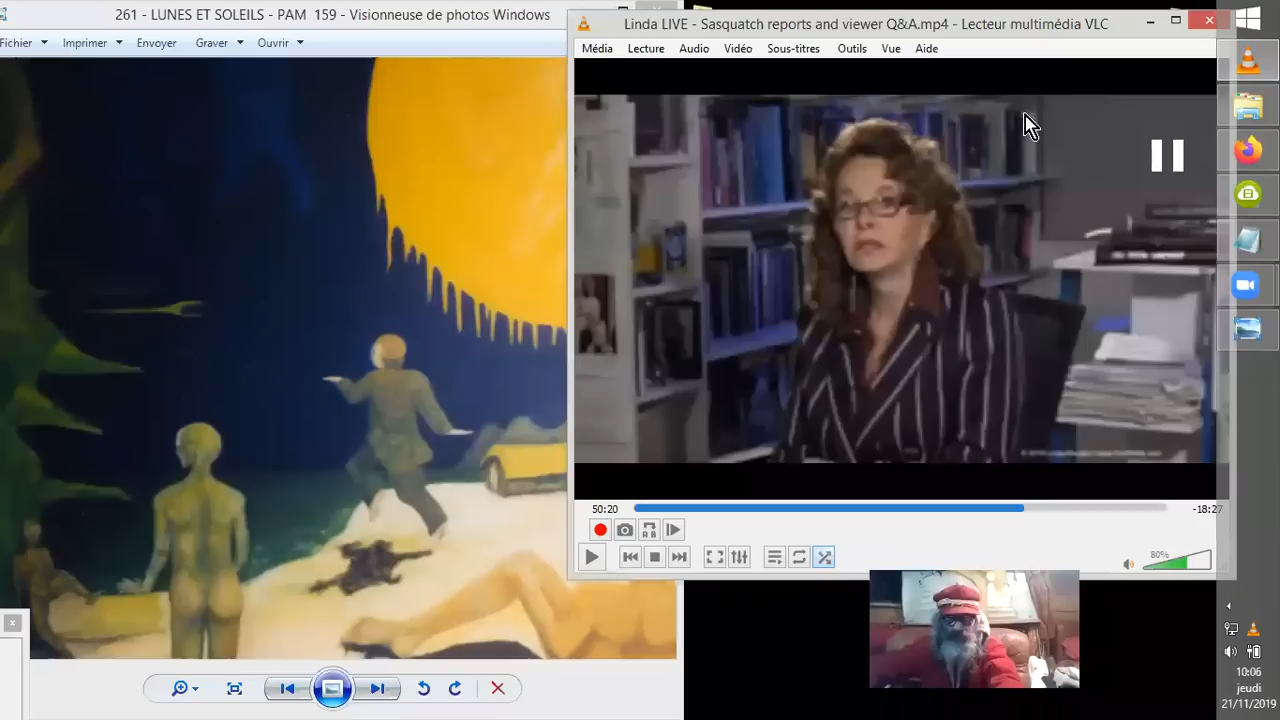 261 - LUNES ET SOLEILS - PAM 159 - Visionneuse de photos Windows
Fichier Imprimer Envoyer Graver Ouvrir
Linda LIVE - Sasquatch reports and viewer Q&A.mp4 - Lecteur multimédia VLC
Média Lecture Audio Vidéo Sous-titres Outils Vue Aide
50:20 -18:27
A B
80%
10:06
jeudi
21/11/2019